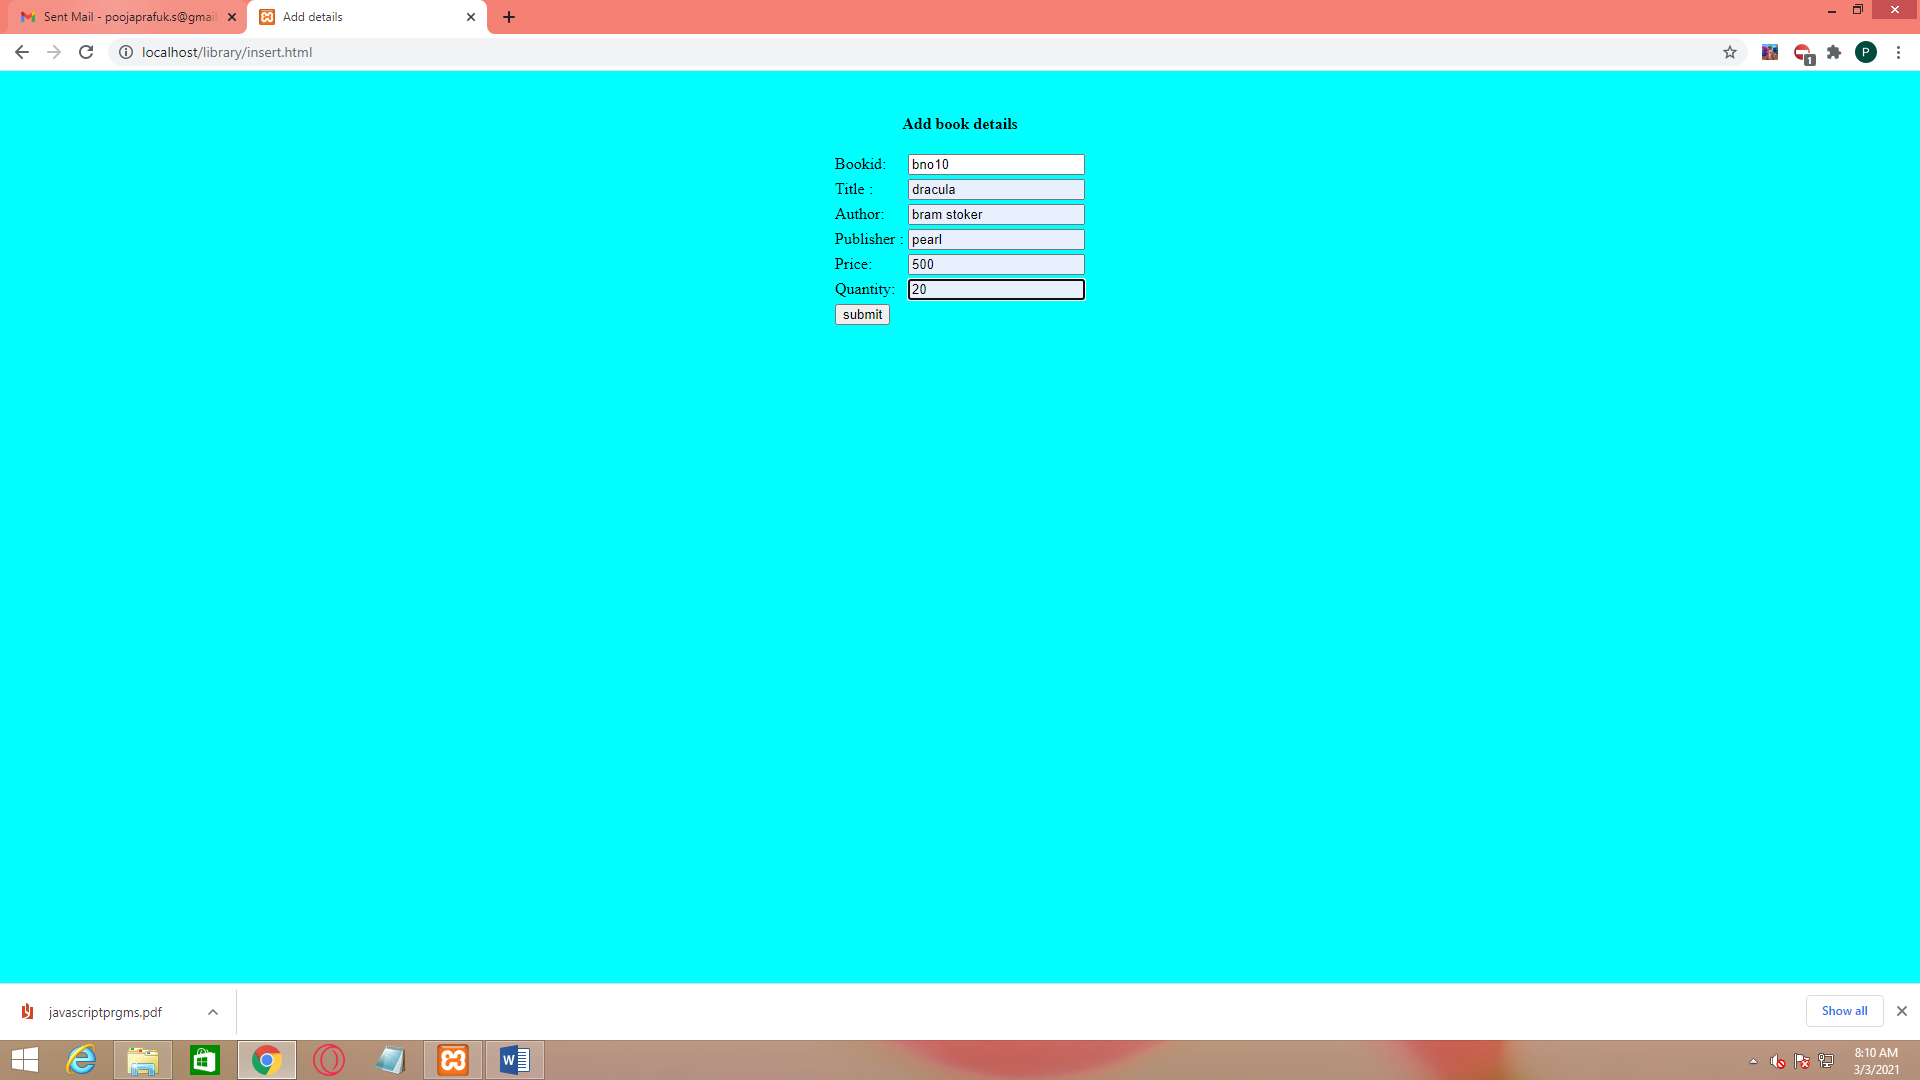 Sent Mail - poojaprafuk.s@gmai
Add details
localhost/library/insert.html
P
1
Add book details
Bookid: bno10
Title : dracula
Author: bram stoker
Publisher : pearl
Price: 500
Quantity: 20
submit
javascriptprgms.pdf
Show all
8:10 AM
3/3/2021